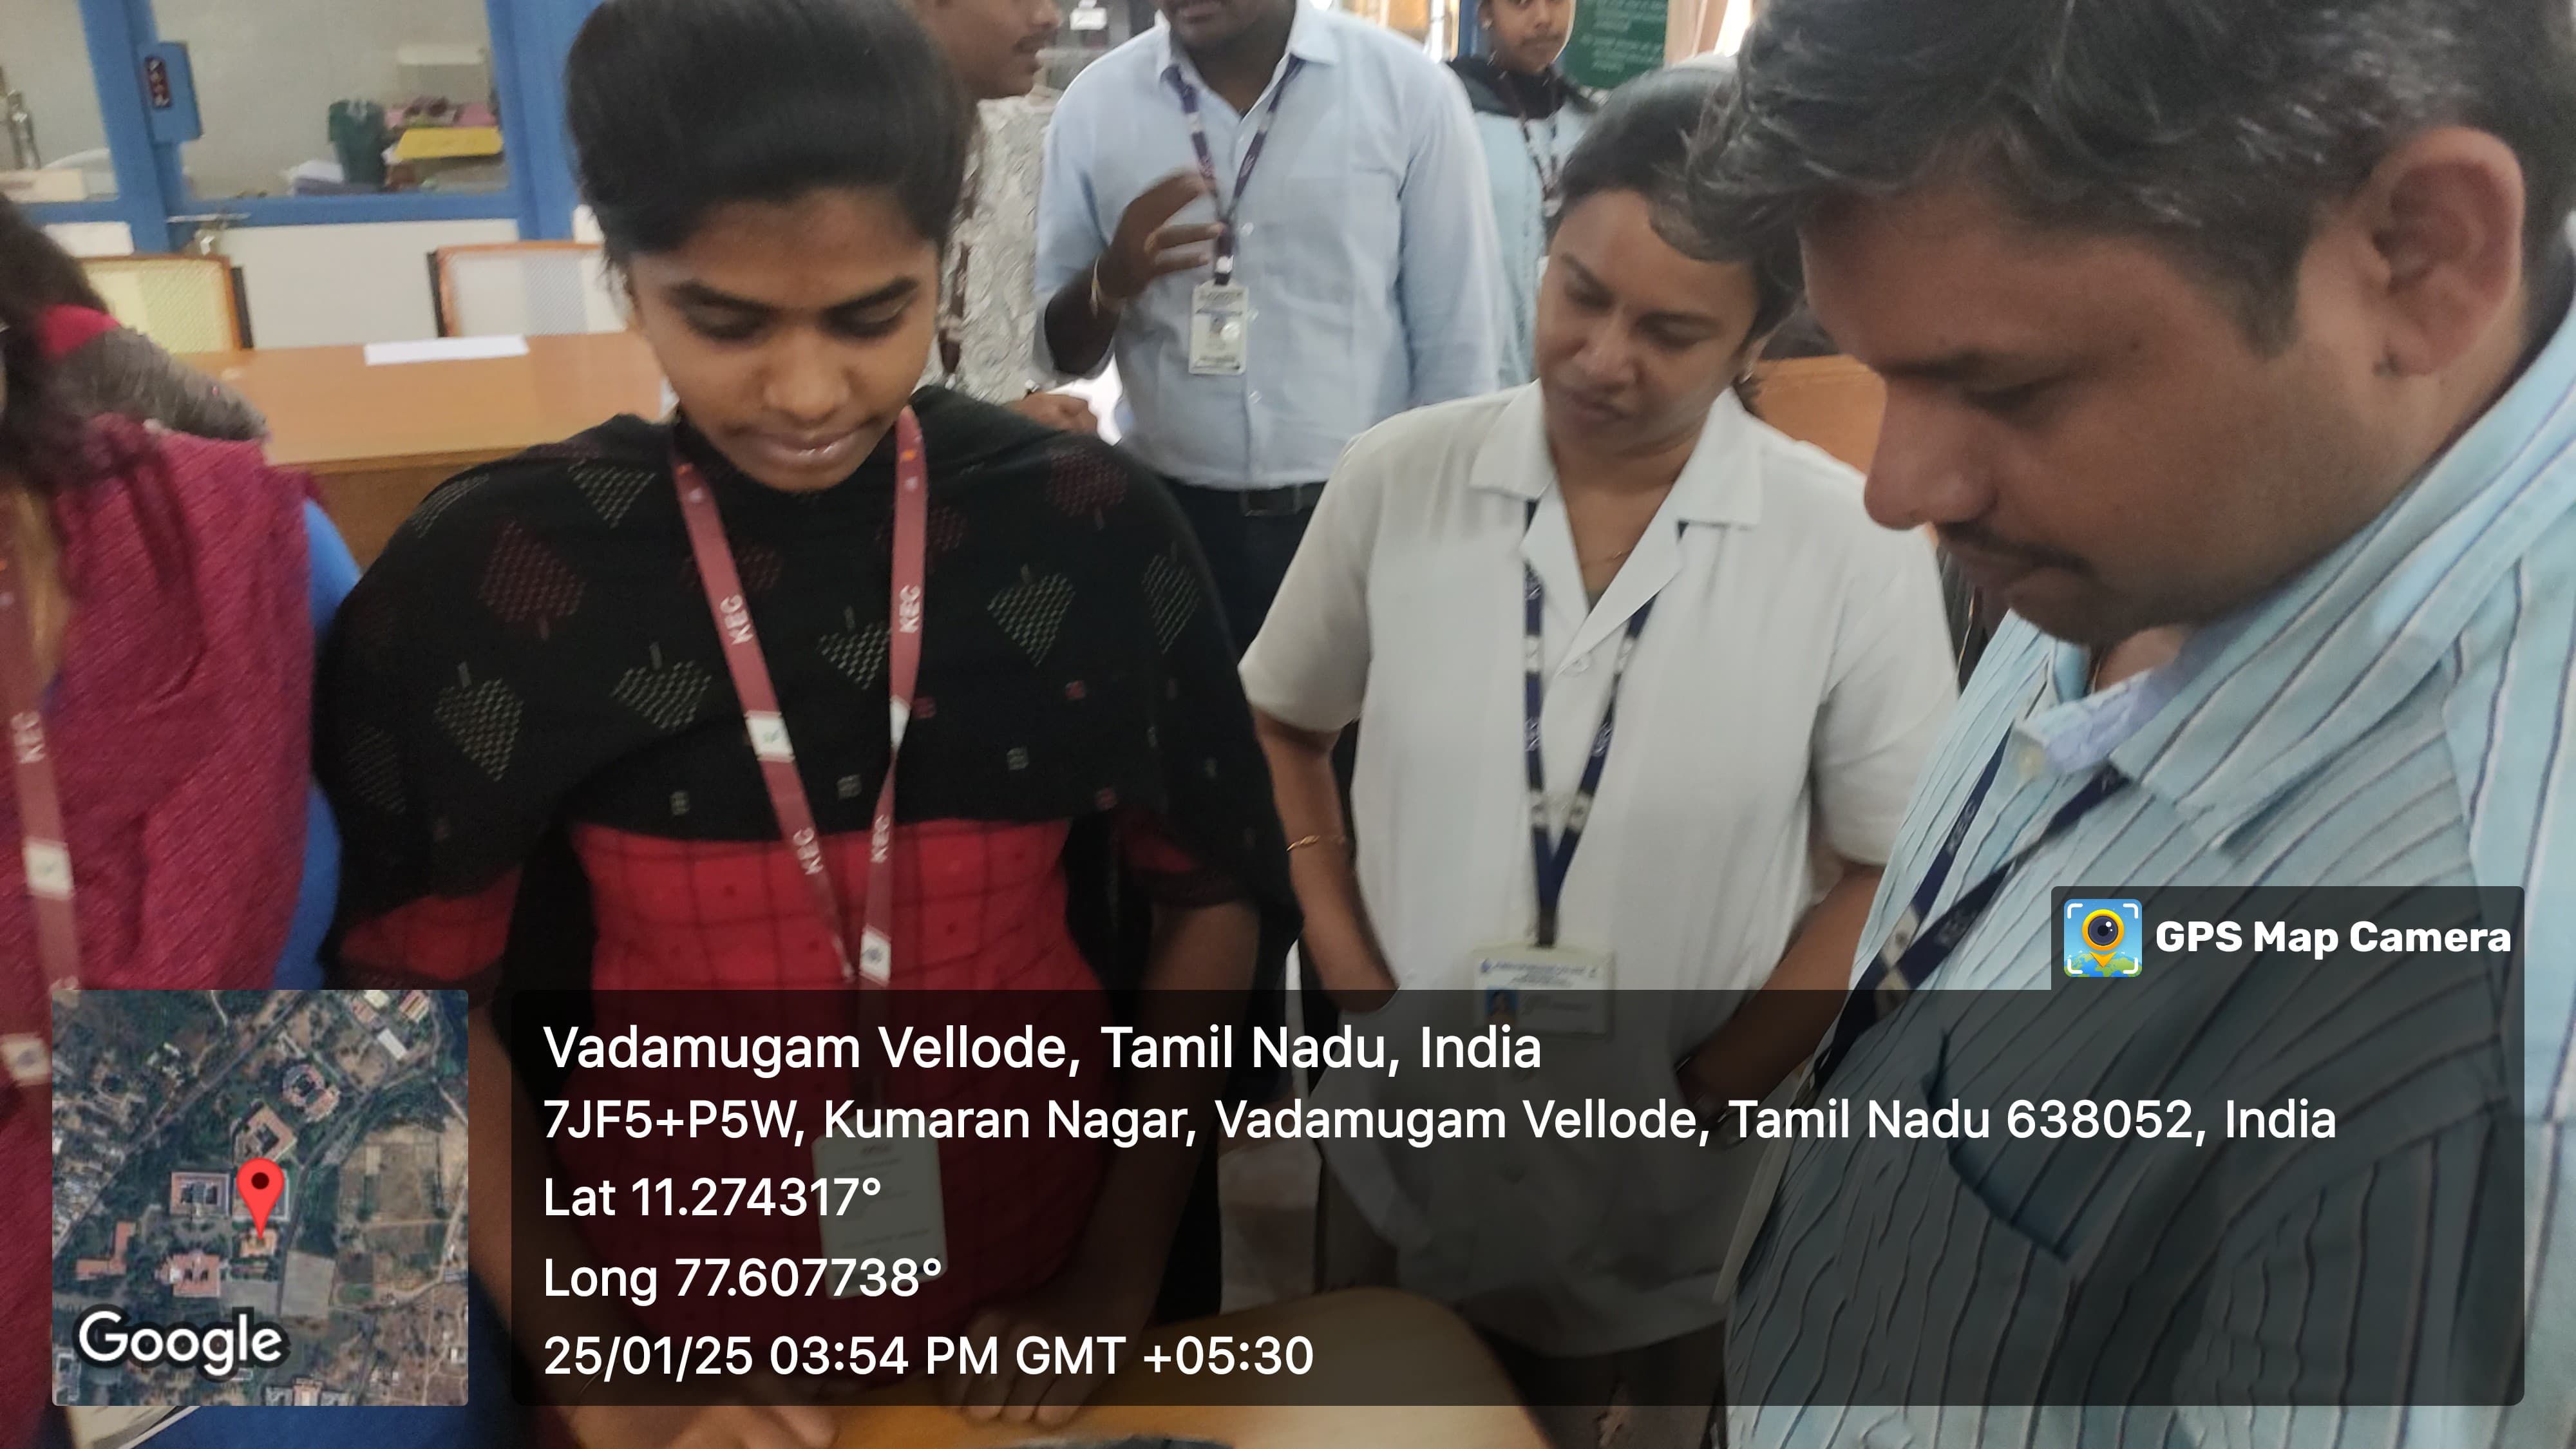 KEC
KEC
KEC
KEC
KEC
GPS Map Camera
Vadamugam Vellode, Tamil Nadu, India
7JF5+P5W, Kumaran Nagar, Vadamugam Vellode, Tamil Nadu 638052, India
Lat 11.274317°
Long 77.607738°
25/01/25 03:54 PM GMT +05:30
Google